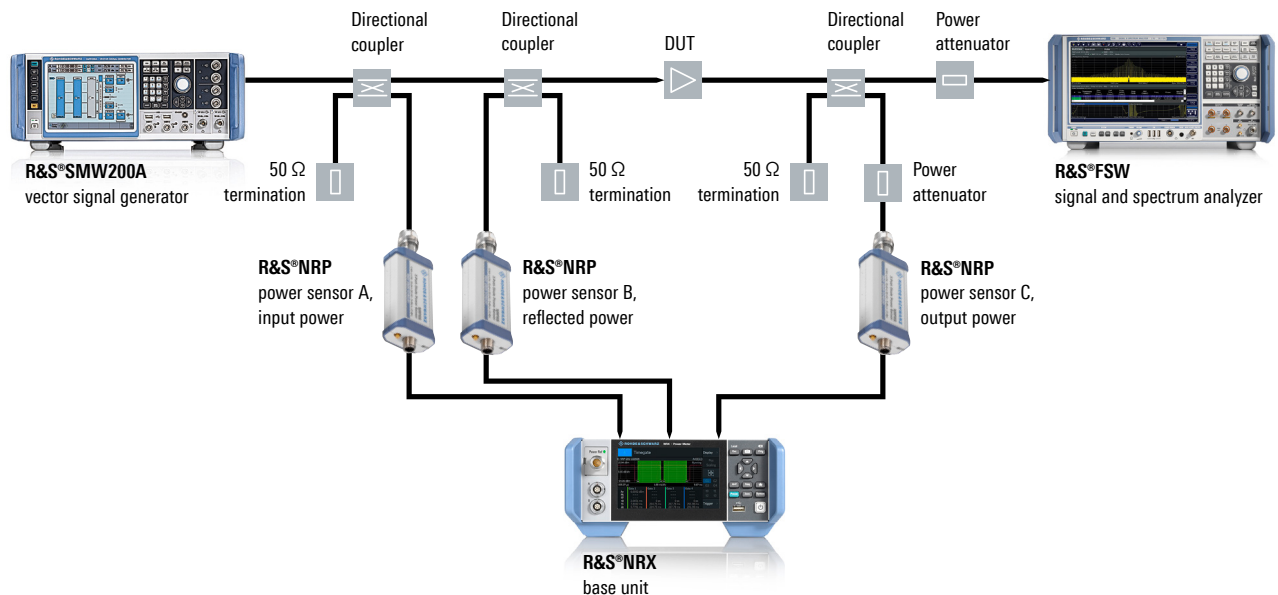 Directional
coupler
Directional
coupler
DUT
Directional
coupler
Power
attenuator
R&S®SMW200A
vector signal generator
50 Ω
termination
50 Ω
termination
50 Ω
termination
Power
attenuator
R&S®FSW
signal and spectrum analyzer
R&S®NRP
power sensor A,
input power
R&S®NRP
power sensor B,
reflected power
R&S®NRP
power sensor C,
output power
R&S®NRX
base unit